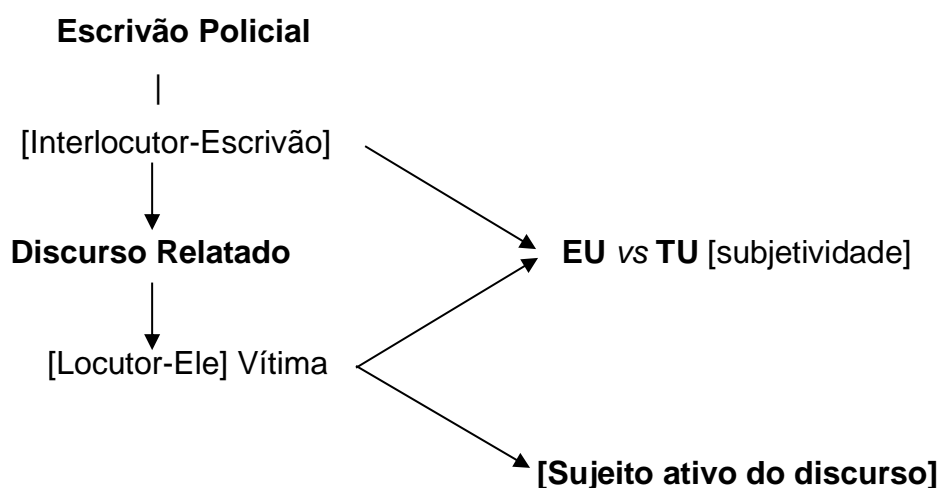 Escrivão Policial
[Interlocutor-Escrivão]
Discurso Relatado
EU vs TU [subjetividade]
[Locutor-Ele] Vítima
[Sujeito ativo do discurso]